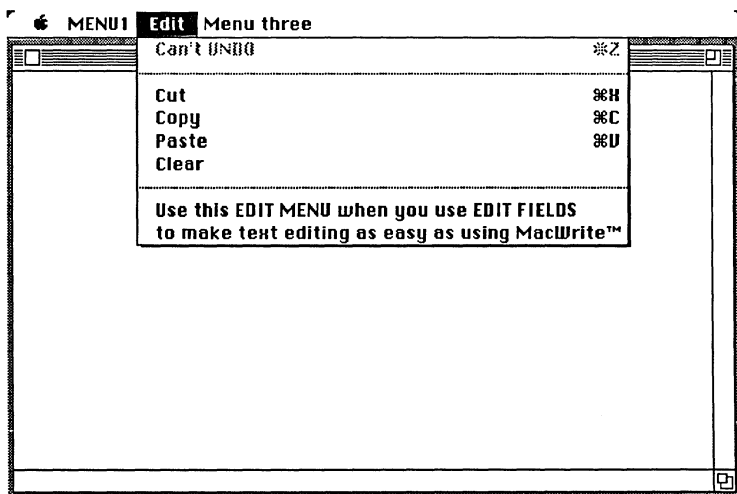 MENU1 Edit Menu three
Can't UNDO ⌘Z
Cut ⌘X
Copy ⌘C
Paste ⌘V
Clear
Use this EDIT MENU when you use EDIT FIELDS
to make text editing as easy as using MacWrite™